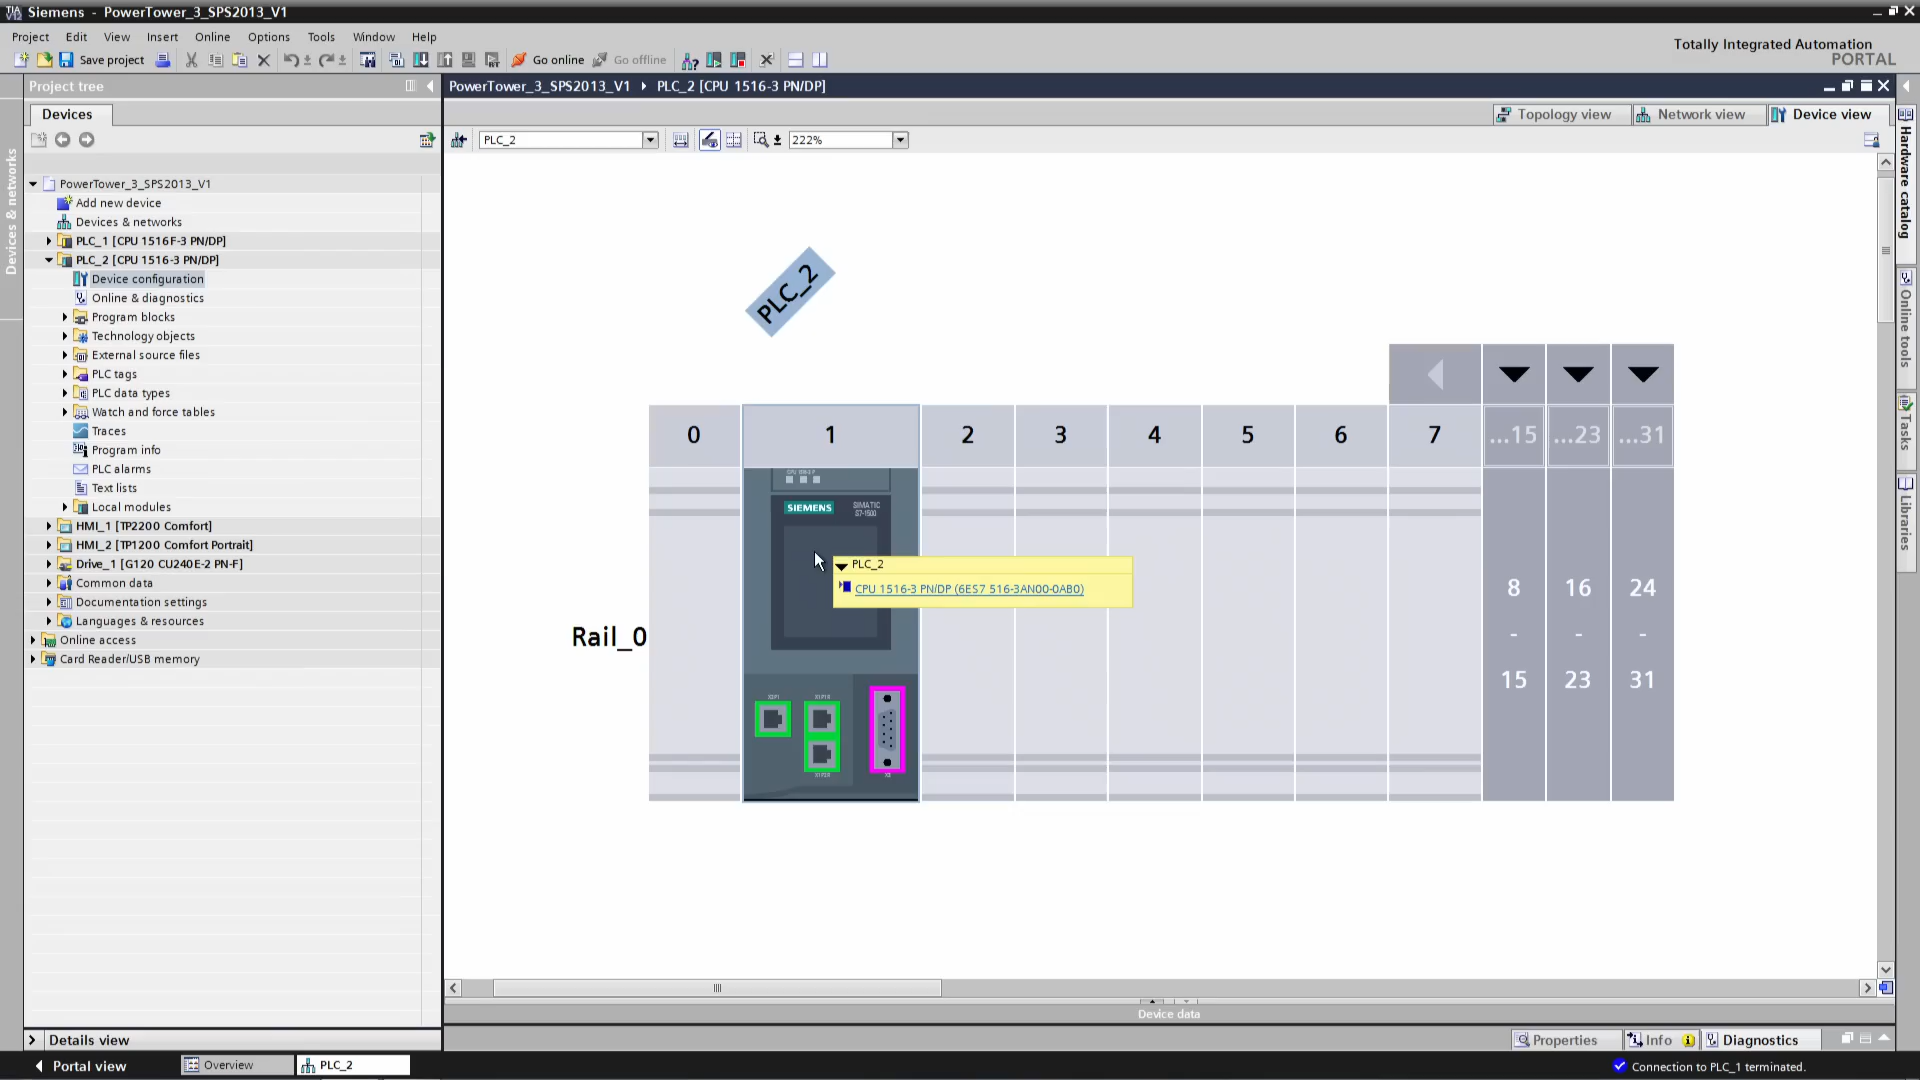 TIA
V12
Siemens - PowerTower_3_SPS2013_V1
Project Edit View Insert Online Options Tools Window Help
Totally Integrated Automation
PORTAL
Save project
Go online
Go offline
Project tree
PowerTower_3_SPS2013_V1 PLC_2 [CPU 1516-3 PN/DP]
Devices
Topology view
Network view
Device view
PLC_2
222%
Devices & networks
PowerTower_3_SPS2013_V1
Add new device
Devices & networks
PLC_1 [CPU 1516F-3 PN/DP]
PLC_2 [CPU 1516-3 PN/DP]
Device configuration
Online & diagnostics
Program blocks
Technology objects
External source files
PLC tags
PLC data types
Watch and force tables
Traces
Program info
PLC alarms
Text lists
Local modules
HMI_1 [TP2200 Comfort]
HMI_2 [TP1200 Comfort Portrait]
Drive_1 [G120 CU240E-2 PN-F]
Common data
Documentation settings
Languages & resources
Online access
Card Reader/USB memory
PLC_2
0 1 2 3 4 5 6 7 ...15 ...23 ...31
SIEMENS
SIMATIC
S7-1500
PLC_2
CPU 1516-3 PN/DP (6ES7 516-3AN00-0AB0)
Rail_0
8 16 24
- - -
15 23 31
Hardware catalog
Online tools
Tasks
Libraries
Device data
Details view
Properties
Info
Diagnostics
Portal view
Overview
PLC_2
Connection to PLC_1 terminated.